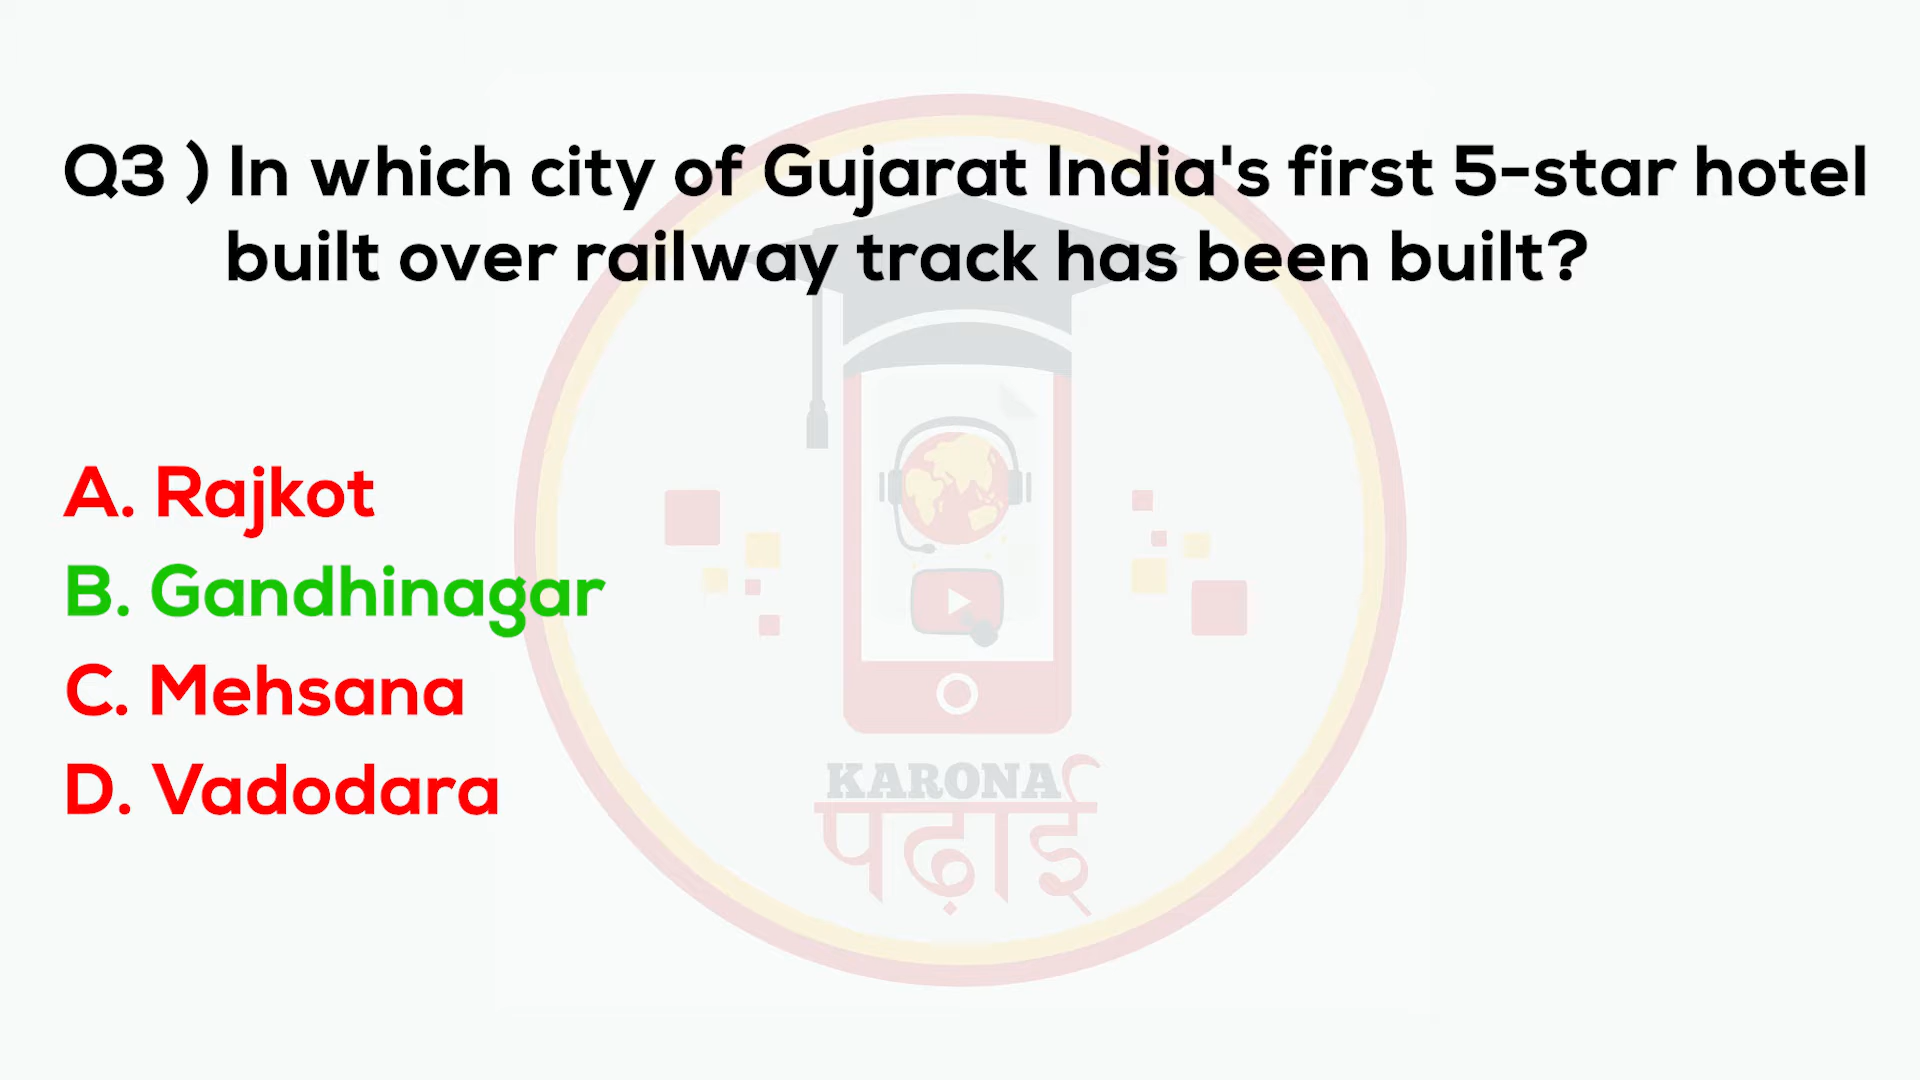 Q3 ) In which city of Gujarat India's first 5-star hotel
built over railway track has been built?
A. Rajkot
B. Gandhinagar
C. Mehsana
D. Vadodara
KARONA
पढ़ाई